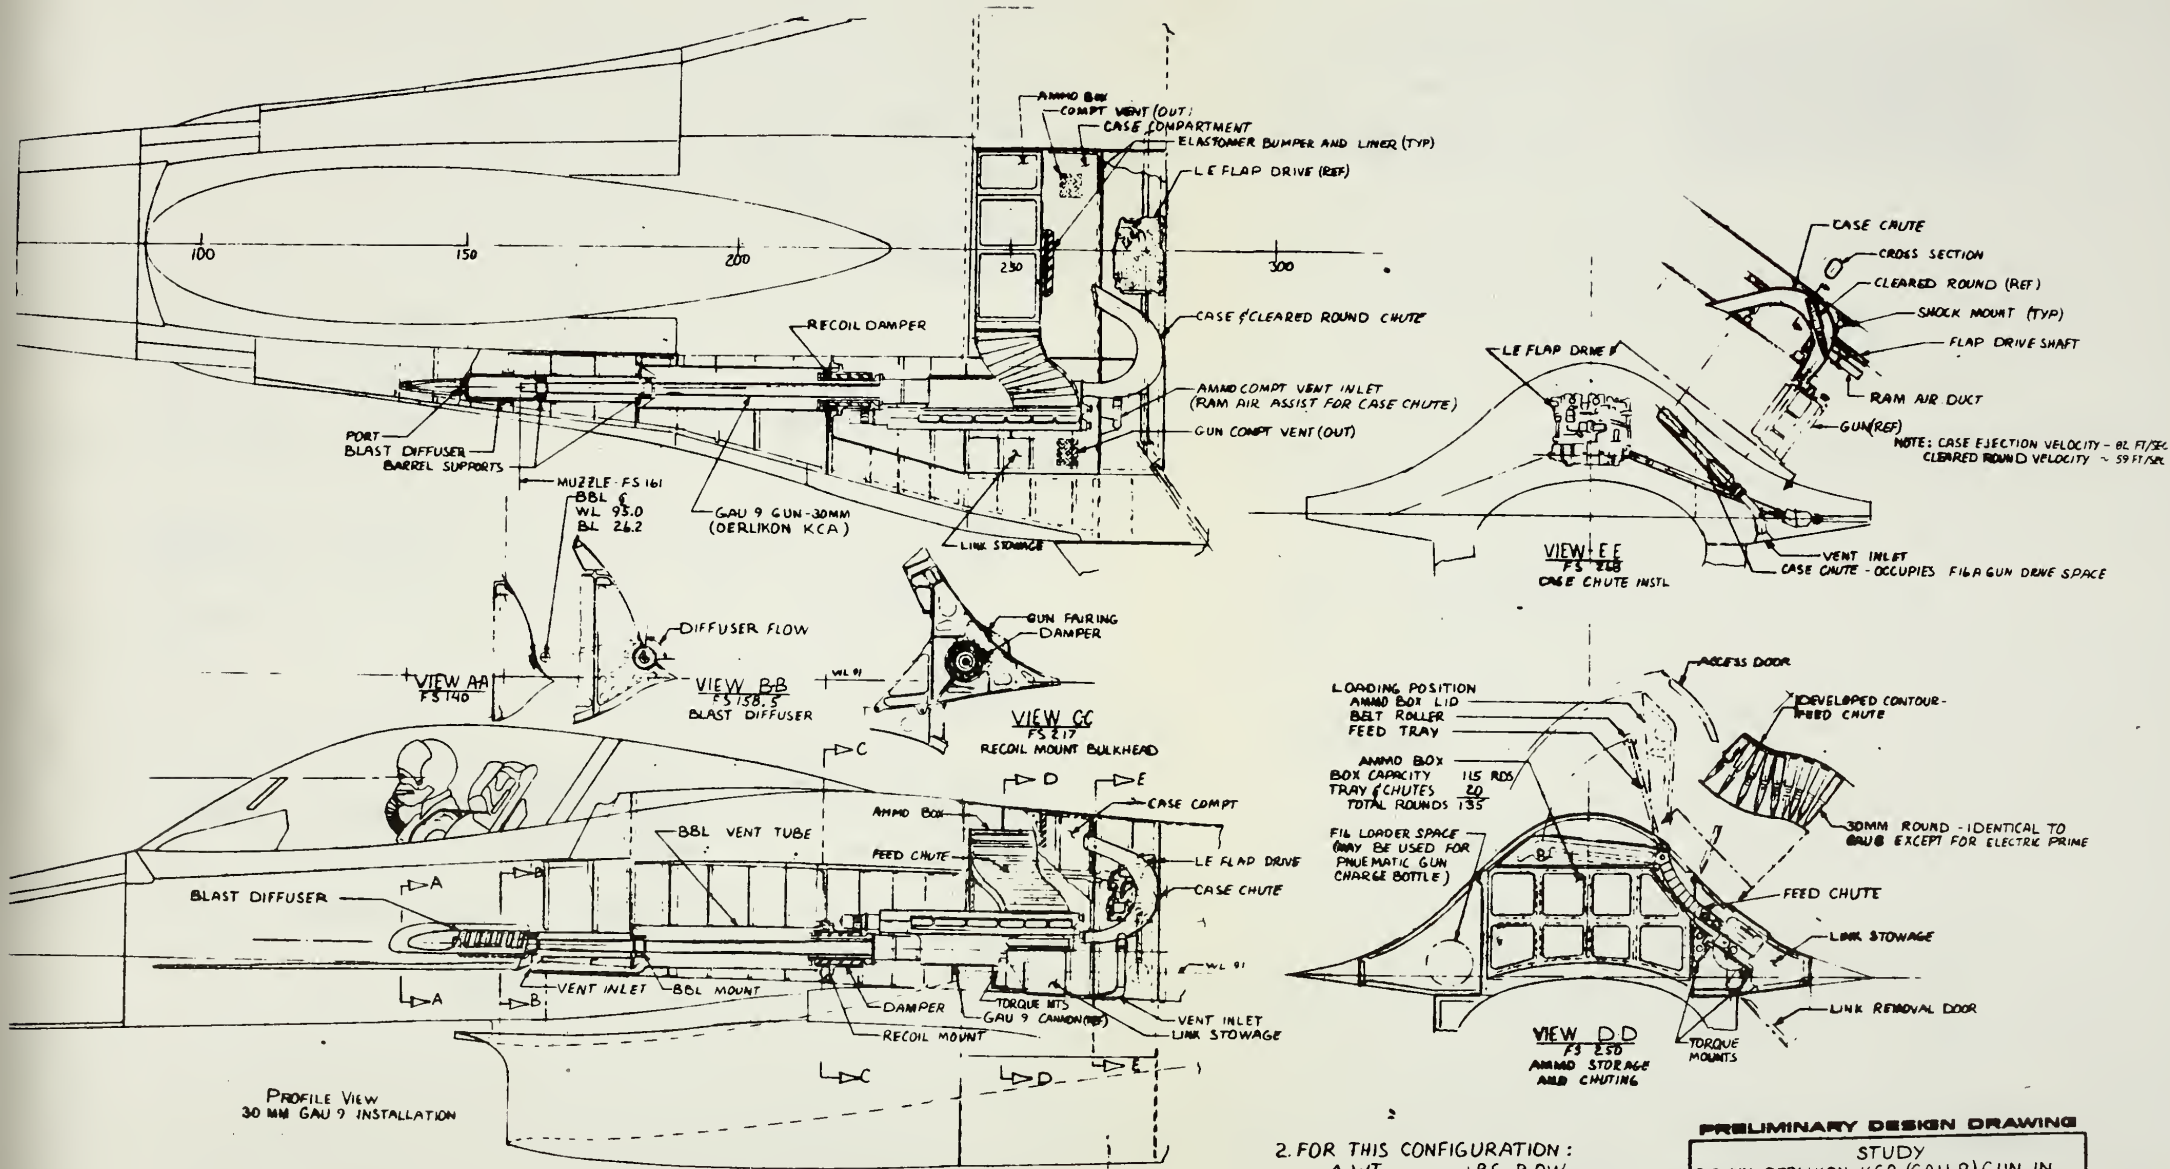 AMMO BOX
COMPT VENT (OUT)
CASE COMPARTMENT
ELASTOMER BUMPER AND LINER (TYP)
LE FLAP DRIVE (REF)
100
150
200
250
300
RECOIL DAMPER
CASE & CLEARED ROUND CHUTE
AMMO COMPT VENT INLET
(RAM AIR ASSIST FOR CASE CHUTE)
GUN COMPT VENT (OUT)
PORT
BLAST DIFFUSER
BARREL SUPPORTS
MUZZLE - FS 161
BBL ℄
WL 93.0
BL 26.2
GAU 9 GUN-30MM
(OERLIKON KCA)
LINK STOWAGE
CASE CHUTE
CROSS SECTION
CLEARED ROUND (REF)
SHOCK MOUNT (TYP)
FLAP DRIVE SHAFT
LE FLAP DRIVE
RAM AIR DUCT
GUN (REF)
NOTE: CASE EJECTION VELOCITY - 82 FT/SEC
CLEARED ROUND VELOCITY ~ 59 FT/SEC
VENT INLET
CASE CHUTE - OCCUPIES F16A GUN DRIVE SPACE
VIEW EE
FS 268
CASE CHUTE INSTL
VIEW AA
FS 140
DIFFUSER FLOW
VIEW BB
FS 158.5
BLAST DIFFUSER
WL 91
GUN FAIRING
DAMPER
VIEW CC
FS 217
RECOIL MOUNT BULKHEAD
C
D
E
AMMO BOX
CASE COMPT
BBL VENT TUBE
FEED CHUTE
LE FLAP DRIVE
CASE CHUTE
BLAST DIFFUSER
A
B
WL 91
VENT INLET
BBL MOUNT
A
B
DAMPER
RECOIL MOUNT
TORQUE MTS
GAU 9 CANNON (REF)
VENT INLET
LINK STOWAGE
C
D
E
PROFILE VIEW
30 MM GAU 9 INSTALLATION
ACCESS DOOR
LOADING POSITION
AMMO BOX LID
BELT ROLLER
FEED TRAY
DEVELOPED CONTOUR-
FEED CHUTE
AMMO BOX
BOX CAPACITY 115 RDS
TRAY & CHUTES 20
TOTAL ROUNDS 135
F16 LOADER SPACE
(MAY BE USED FOR
PNUEMATIC GUN
CHARGE BOTTLE)
30MM ROUND - IDENTICAL TO
GAU8 EXCEPT FOR ELECTRIC PRIME
FEED CHUTE
LINK STOWAGE
LINK REMOVAL DOOR
TORQUE
MOUNTS
VIEW D-D
FS 250
AMMO STORAGE
AND CHUTING
2. FOR THIS CONFIGURATION:
PRELIMINARY DESIGN DRAWING
STUDY